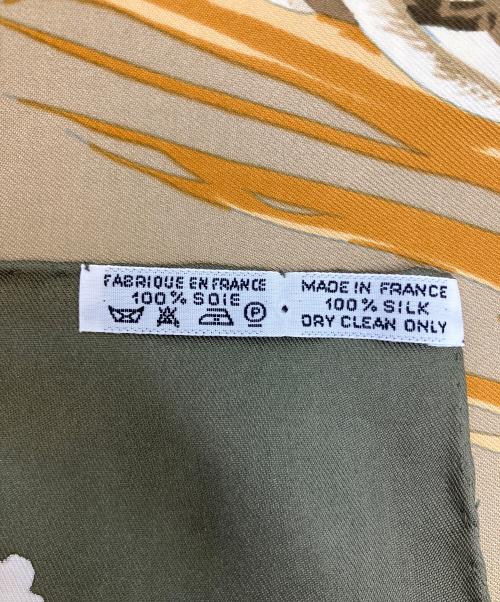 FABRIQUE EN FRANCE
100% SOIE
P
MADE IN FRANCE
100% SILK
DRY CLEAN ONLY